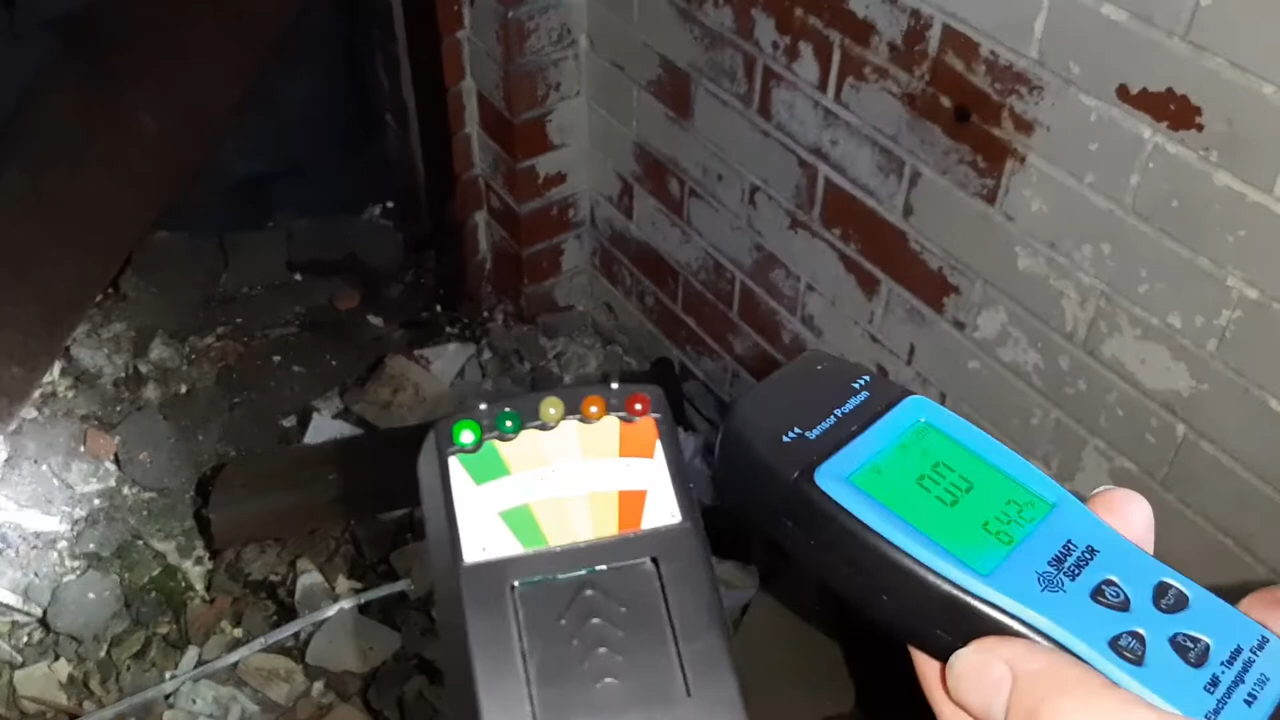 <<< Sensor Position >>>
0.0
64.2°F
SMART
SENSOR
EMF - Tester
Electromagnetic Field
AS1392